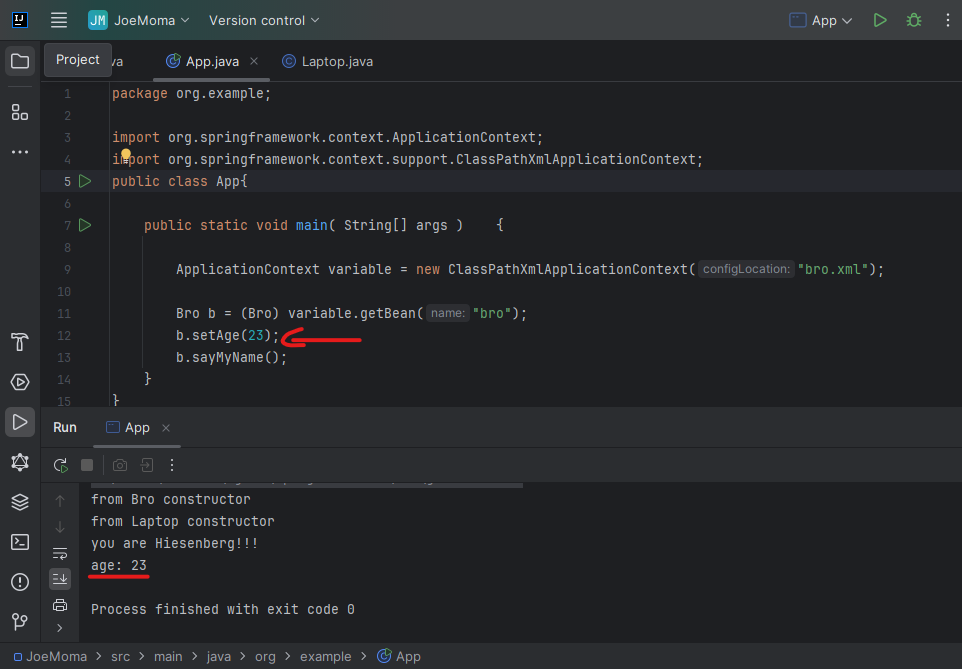 JM JoeMoma Version control App
Project
va App.java Laptop.java
1 package org.example;
2
3 import org.springframework.context.ApplicationContext;
4 import org.springframework.context.support.ClassPathXmlApplicationContext;
5 public class App{
6
7 public static void main( String[] args ) {
8
9 ApplicationContext variable = new ClassPathXmlApplicationContext( configLocation: "bro.xml");
10
11 Bro b = (Bro) variable.getBean( name: "bro");
12 b.setAge(23);
13 b.sayMyName();
14 }
15 }
Run App
from Bro constructor
from Laptop constructor
you are Hiesenberg!!!
age: 23
Process finished with exit code 0
JoeMoma > src > main > java > org > example > App